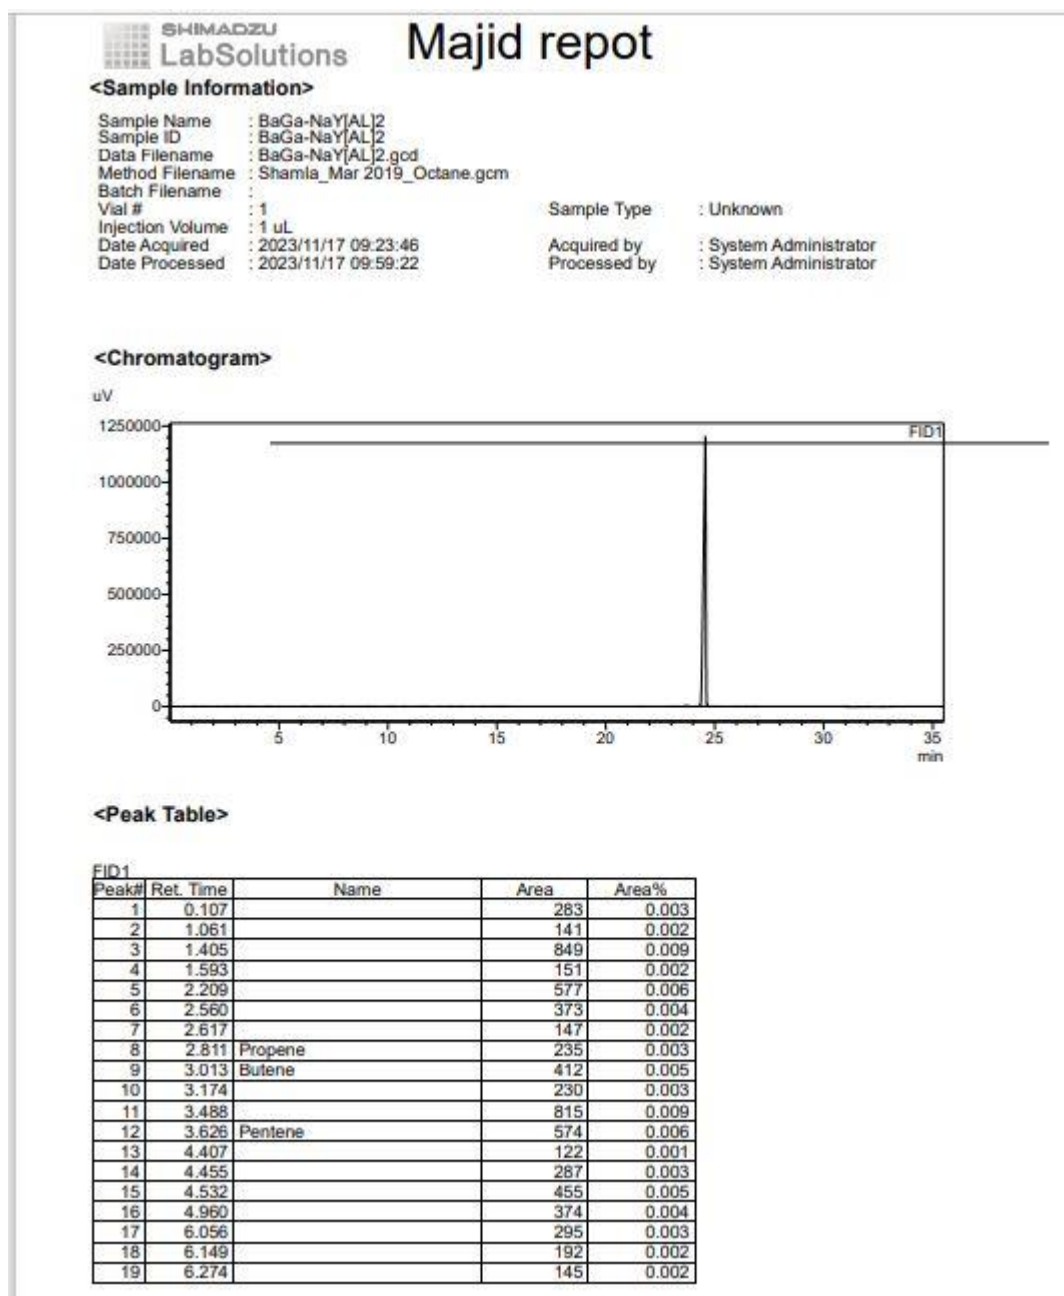 SHIMADZU
LabSolutions Majid repot
<Sample Information>
Sample Name : BaGa-NaY[AL]2
Sample ID : BaGa-NaY[AL]2
Data Filename : BaGa-NaY[AL]2.gcd
Method Filename : Shamla_Mar 2019_Octane.gcm
Batch Filename :
Vial # : 1 Sample Type : Unknown
Injection Volume : 1 uL
Date Acquired : 2023/11/17 09:23:46 Acquired by : System Administrator
Date Processed : 2023/11/17 09:59:22 Processed by : System Administrator
<Chromatogram>
uV
1250000
FID1
1000000
750000
500000
250000
0
5 10 15 20 25 30 35
min
<Peak Table>
FID1
Peak# Ret. Time Name Area Area%
1 0.107 283 0.003
2 1.061 141 0.002
3 1.405 849 0.009
4 1.593 151 0.002
5 2.209 577 0.006
6 2.560 373 0.004
7 2.617 147 0.002
8 2.811 Propene 235 0.003
9 3.013 Butene 412 0.005
10 3.174 230 0.003
11 3.488 815 0.009
12 3.626 Pentene 574 0.006
13 4.407 122 0.001
14 4.455 287 0.003
15 4.532 455 0.005
16 4.960 374 0.004
17 6.056 295 0.003
18 6.149 192 0.002
19 6.274 145 0.002